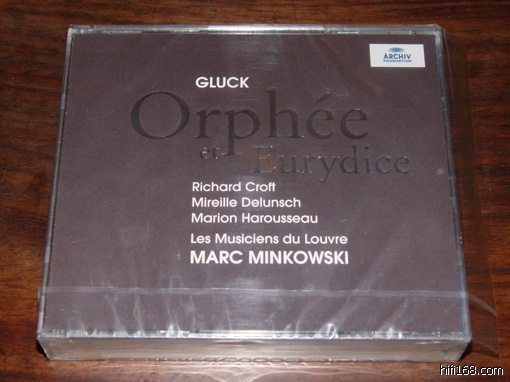 ARCHIV
PRODUKTION
GLUCK
Orphée
et Eurydice
Richard Croft
Mireille Delunsch
Marion Harousseau
Les Musiciens du Louvre
MARC MINKOWSKI
hifi168.com